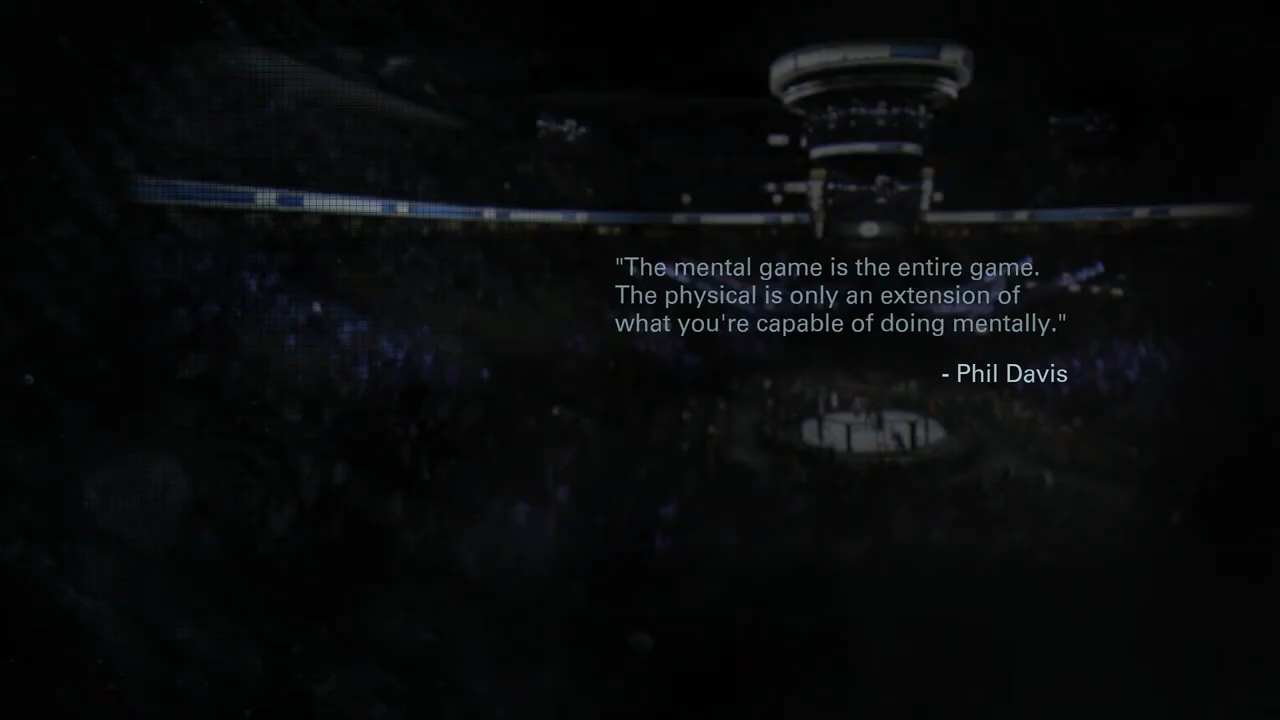 "The mental game is the entire game.
The physical is only an extension of
what you're capable of doing mentally."
- Phil Davis